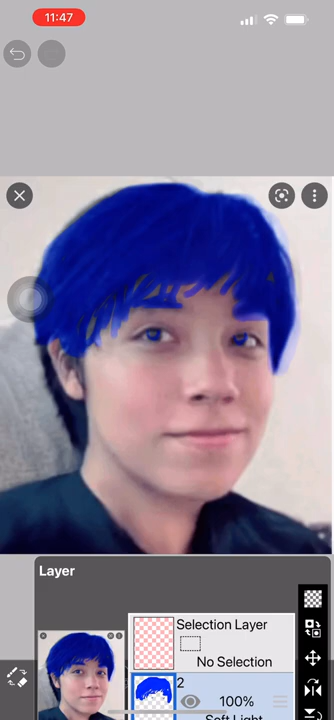 11:47
Layer
Selection Layer
No Selection
2
100%
Soft Light